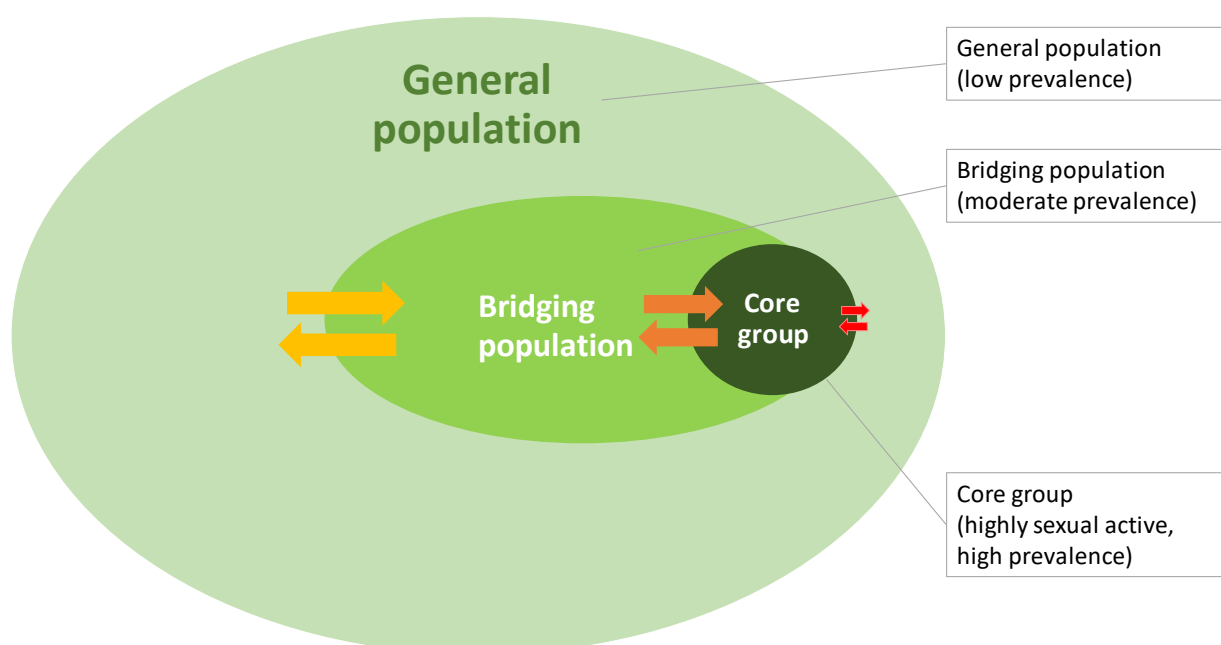 General
population
General population
(low prevalence)
Bridging population
(moderate prevalence)
Bridging
population
Core
group
Core group
(highly sexual active,
high prevalence)